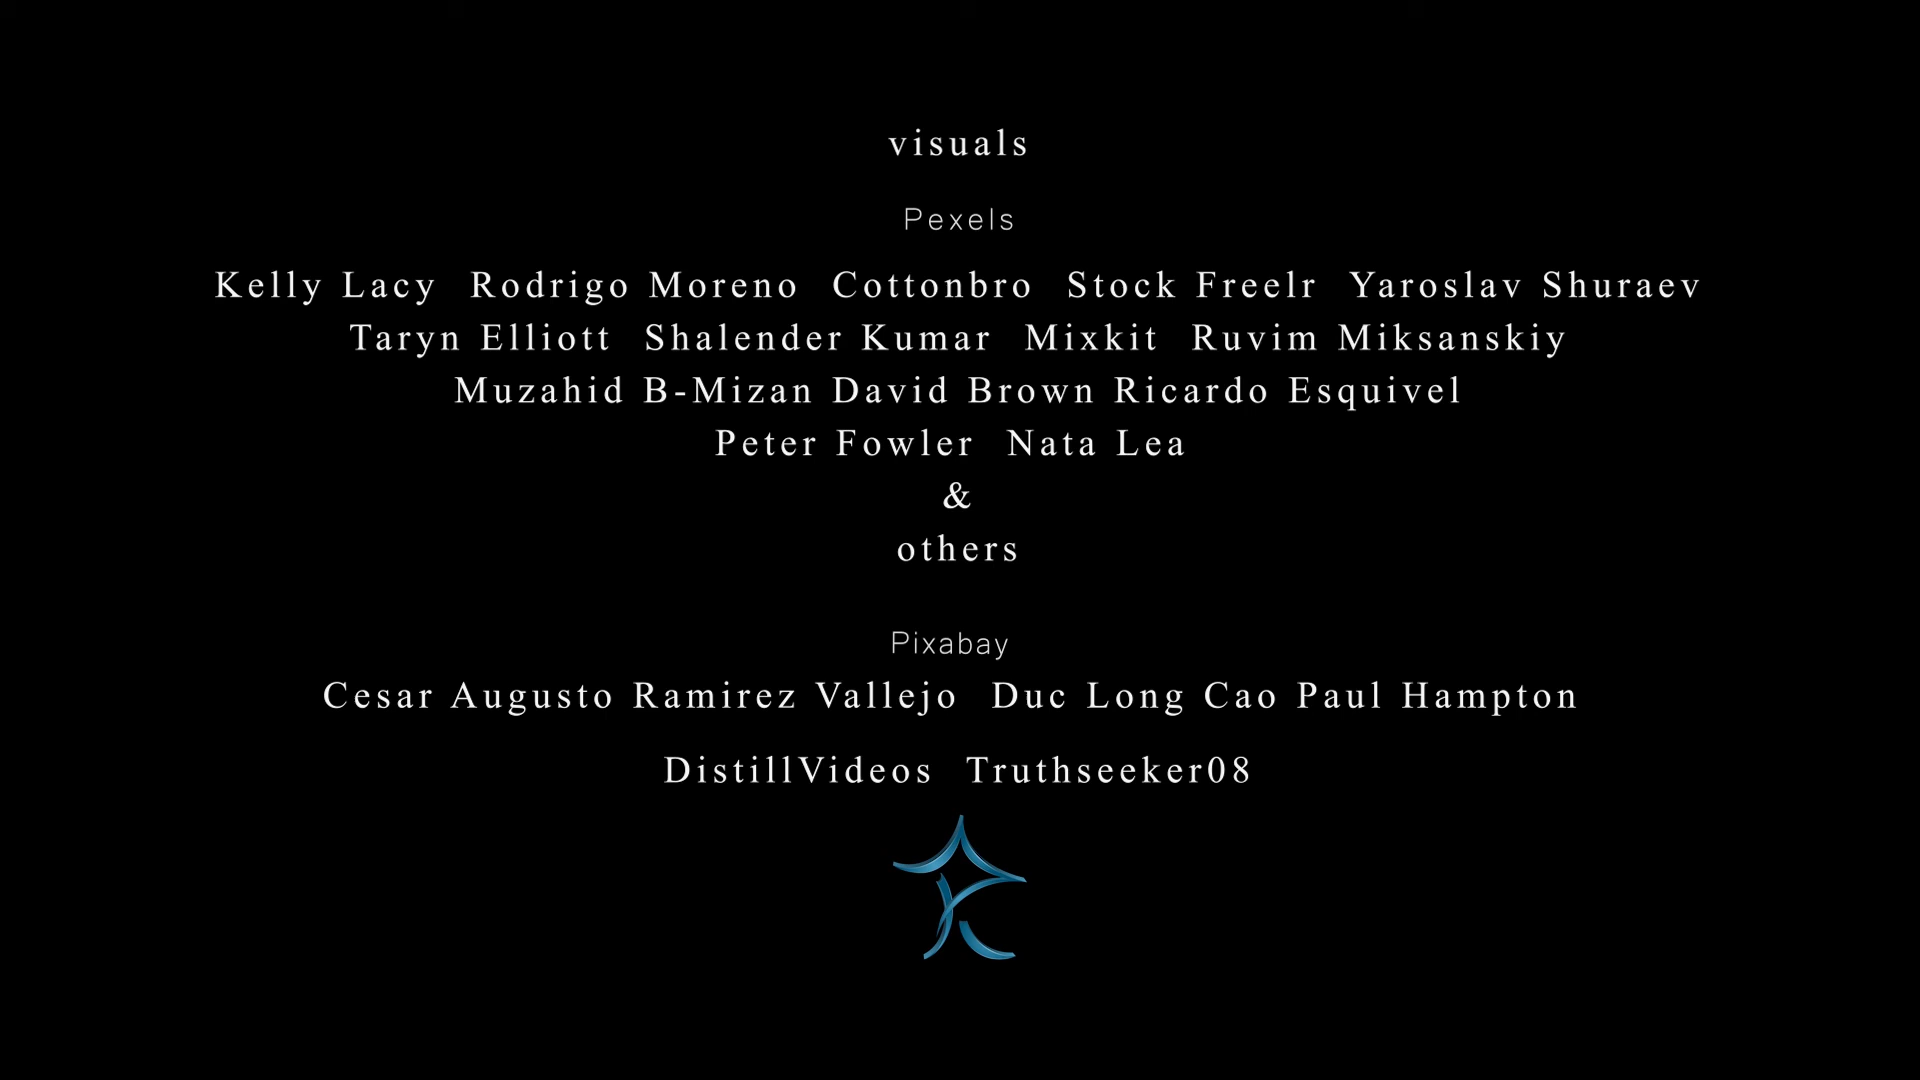 visuals
Pexels
Kelly Lacy Rodrigo Moreno Cottonbro Stock Freelr Yaroslav Shuraev
Taryn Elliott Shalender Kumar Mixkit Ruvim Miksanskiy
Muzahid B-Mizan David Brown Ricardo Esquivel
Peter Fowler Nata Lea
&
others
Pixabay
Cesar Augusto Ramirez Vallejo Duc Long Cao Paul Hampton
DistillVideos Truthseeker08